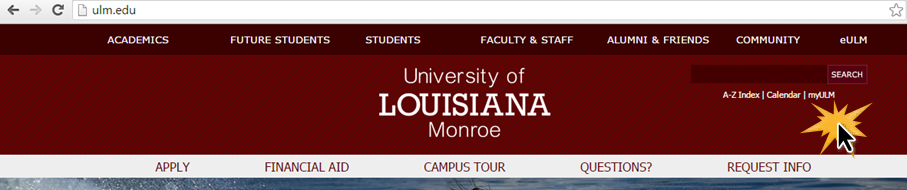 ulm.edu
ACADEMICS FUTURE STUDENTS STUDENTS FACULTY & STAFF ALUMNI & FRIENDS COMMUNITY eULM
SEARCH
A-Z Index | Calendar | myULM
University of
LOUISIANA
Monroe
APPLY FINANCIAL AID CAMPUS TOUR QUESTIONS? REQUEST INFO